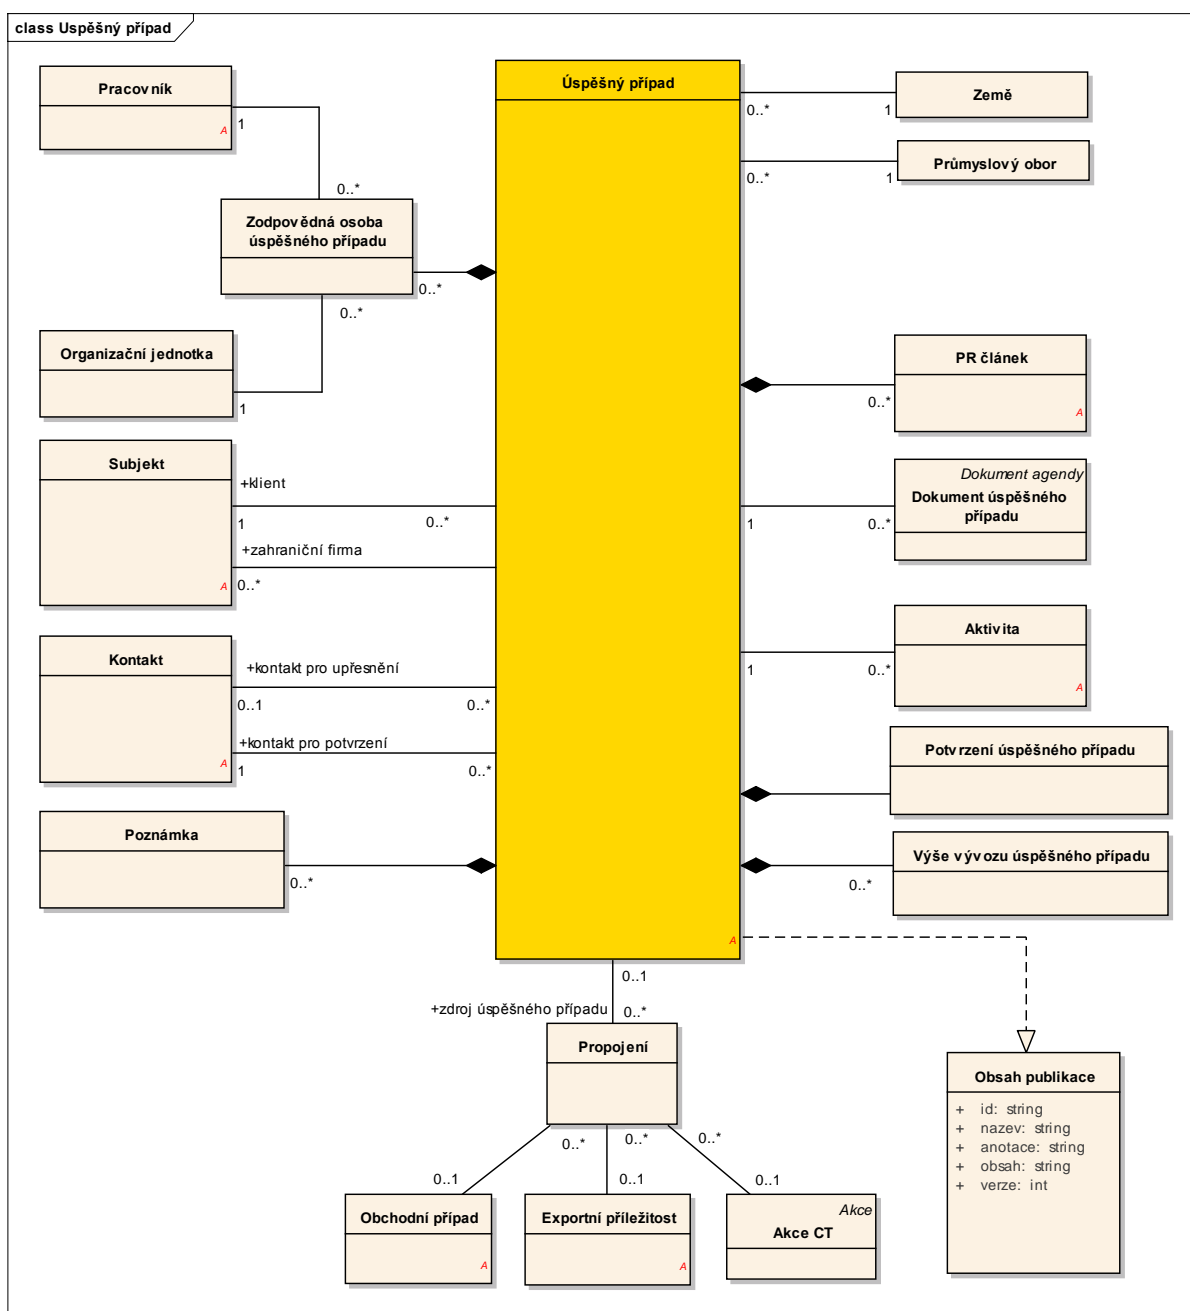 class Uspěšný případ
Pracovník
A
1
0..*
Zodpovědná osoba
úspěšného případu
0..*
0..*
Organizační jednotka
1
Subjekt
A
+klient
1
0..*
+zahraniční firma
0..*
Kontakt
A
+kontakt pro upřesnění
0..1
0..*
+kontakt pro potvrzení
1
0..*
Poznámka
0..*
Úspěšný případ
A
0..*
1
Země
0..*
1
Průmyslový obor
PR článek
A
0..*
Dokument agendy
Dokument úspěšného
případu
1
0..*
Aktivita
A
1
0..*
Potvrzení úspěšného případu
Výše vývozu úspěšného případu
0..*
0..1
+zdroj úspěšného případu
0..*
Propojení
0..*
0..*
0..*
0..1
0..1
0..1
Obchodní případ
A
Exportní příležitost
A
Akce
Akce CT
Obsah publikace
+ id: string
+ nazev: string
+ anotace: string
+ obsah: string
+ verze: int